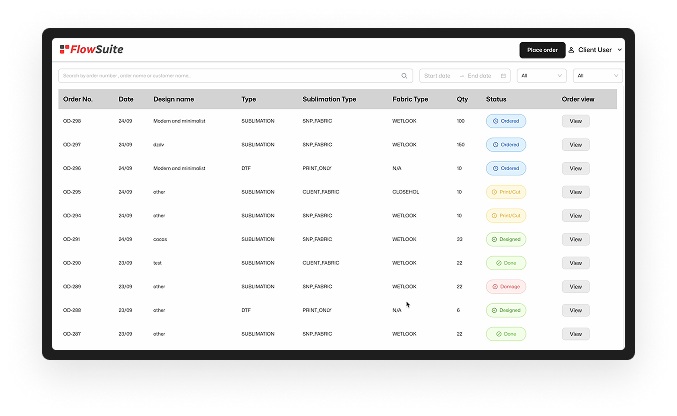 FlowSuite Place order Client User
Search by order number, order name or customer name. Start date → End date All All
Order No. Date Design name Type Sublimation Type Fabric Type Qty Status Order view
OD-298 24/09 Modern and minimalist SUBLIMATION SNP_FABRIC WETLOOK 100 Ordered View
OD-297 24/09 dzdv SUBLIMATION SNP_FABRIC WETLOOK 150 Ordered View
OD-296 24/09 Modern and minimalist DTF PRINT_ONLY N/A 10 Ordered View
OD-295 24/09 other SUBLIMATION CLIENT_FABRIC CLOSEHOL 10 Print/Cut View
OD-294 24/09 other SUBLIMATION SNP_FABRIC WETLOOK 10 Print/Cut View
OD-291 24/09 cocos SUBLIMATION SNP_FABRIC WETLOOK 33 Designed View
OD-290 23/09 test SUBLIMATION CLIENT_FABRIC WETLOOK 22 Done View
OD-289 23/09 other SUBLIMATION SNP_FABRIC WETLOOK 22 Damage View
OD-288 23/09 other DTF PRINT_ONLY N/A 6 Designed View
OD-287 23/09 other SUBLIMATION SNP_FABRIC WETLOOK 22 Done View